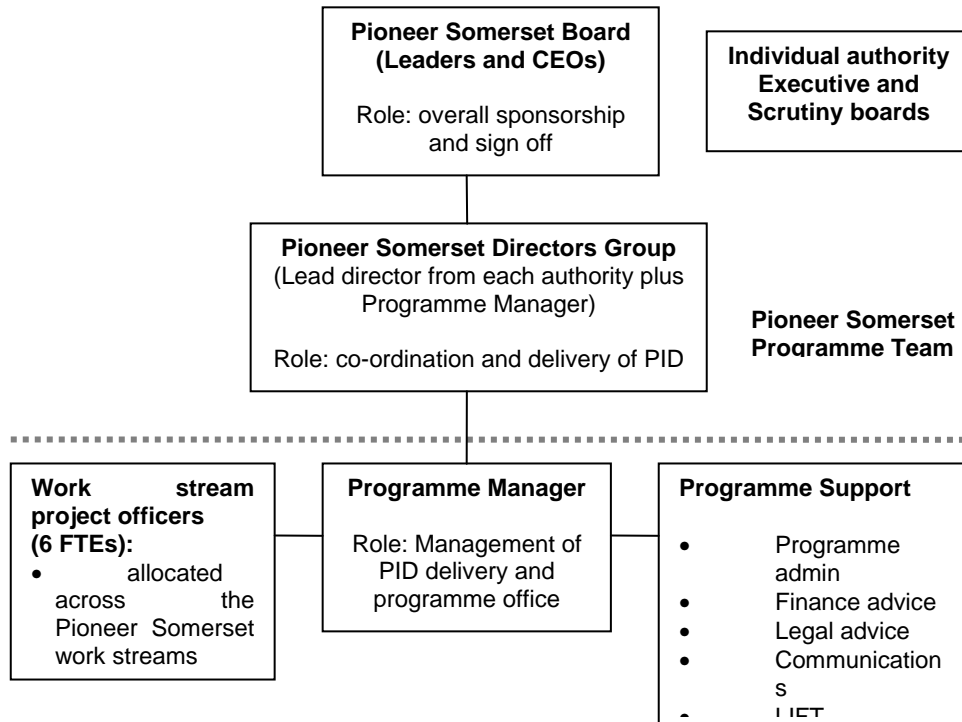 Pioneer Somerset Board
(Leaders and CEOs)
Role: overall sponsorship
and sign off
Individual authority
Executive and
Scrutiny boards
Pioneer Somerset Directors Group
(Lead director from each authority plus
Programme Manager)
Role: co-ordination and delivery of PID
Pioneer Somerset
Programme Team
Work stream
project officers
(6 FTEs):
• allocated
across the
Pioneer Somerset
work streams
Programme Manager
Role: Management of
PID delivery and
programme office
Programme Support
• Programme
admin
• Finance advice
• Legal advice
• Communication
s
•